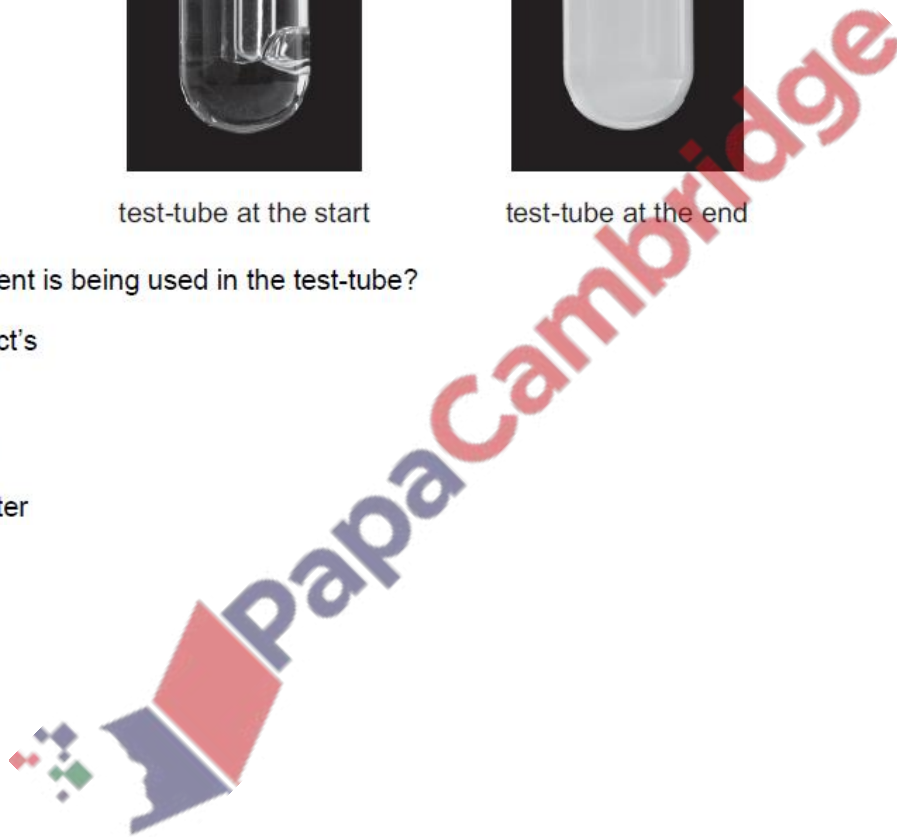 test-tube at the start test-tube at the end
ent is being used in the test-tube?
ct's
ter
PapaCambridge